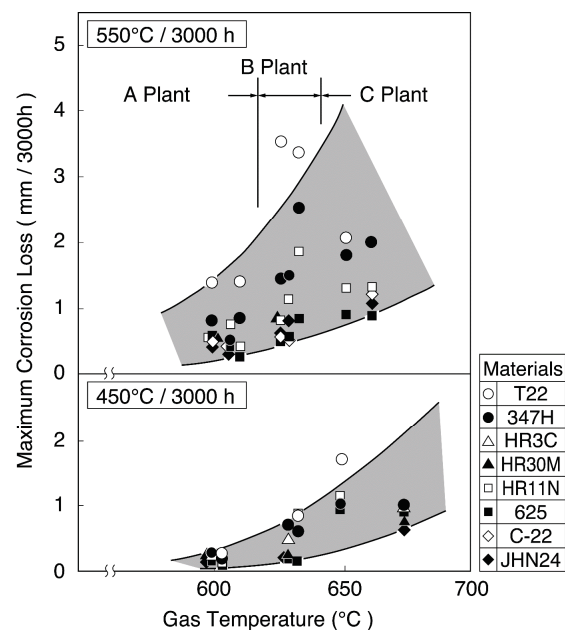 5
550°C / 3000 h
B Plant
A Plant
C Plant
4
3
2
1
0
Maximum Corrosion Loss ( mm / 3000h )
450°C / 3000 h
2
1
0
600
650
700
Gas Temperature (°C )
Materials
T22
347H
HR3C
HR30M
HR11N
625
C-22
JHN24